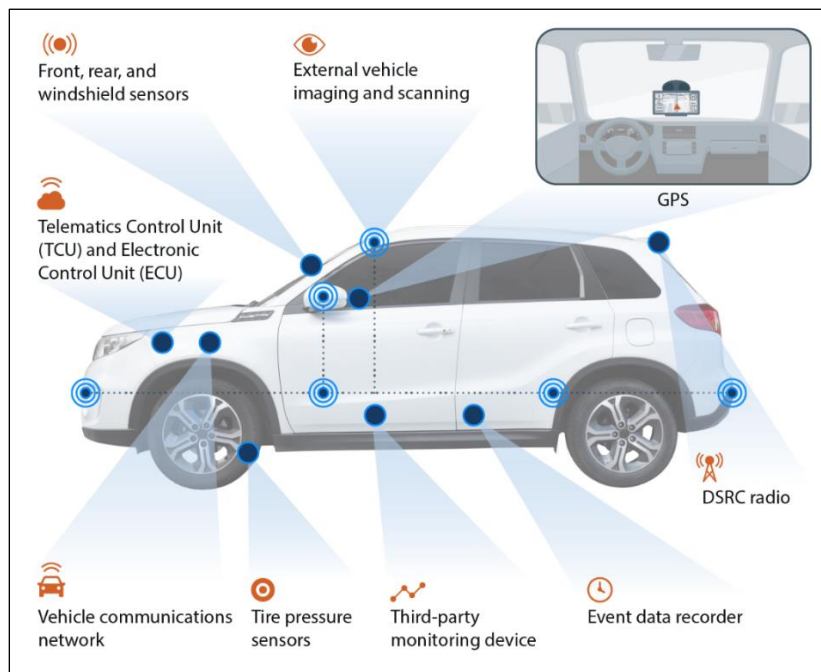 Front, rear, and
windshield sensors
External vehicle
imaging and scanning
GPS
Telematics Control Unit
(TCU) and Electronic
Control Unit (ECU)
DSRC radio
Vehicle communications
network
Tire pressure
sensors
Third-party
monitoring device
Event data recorder